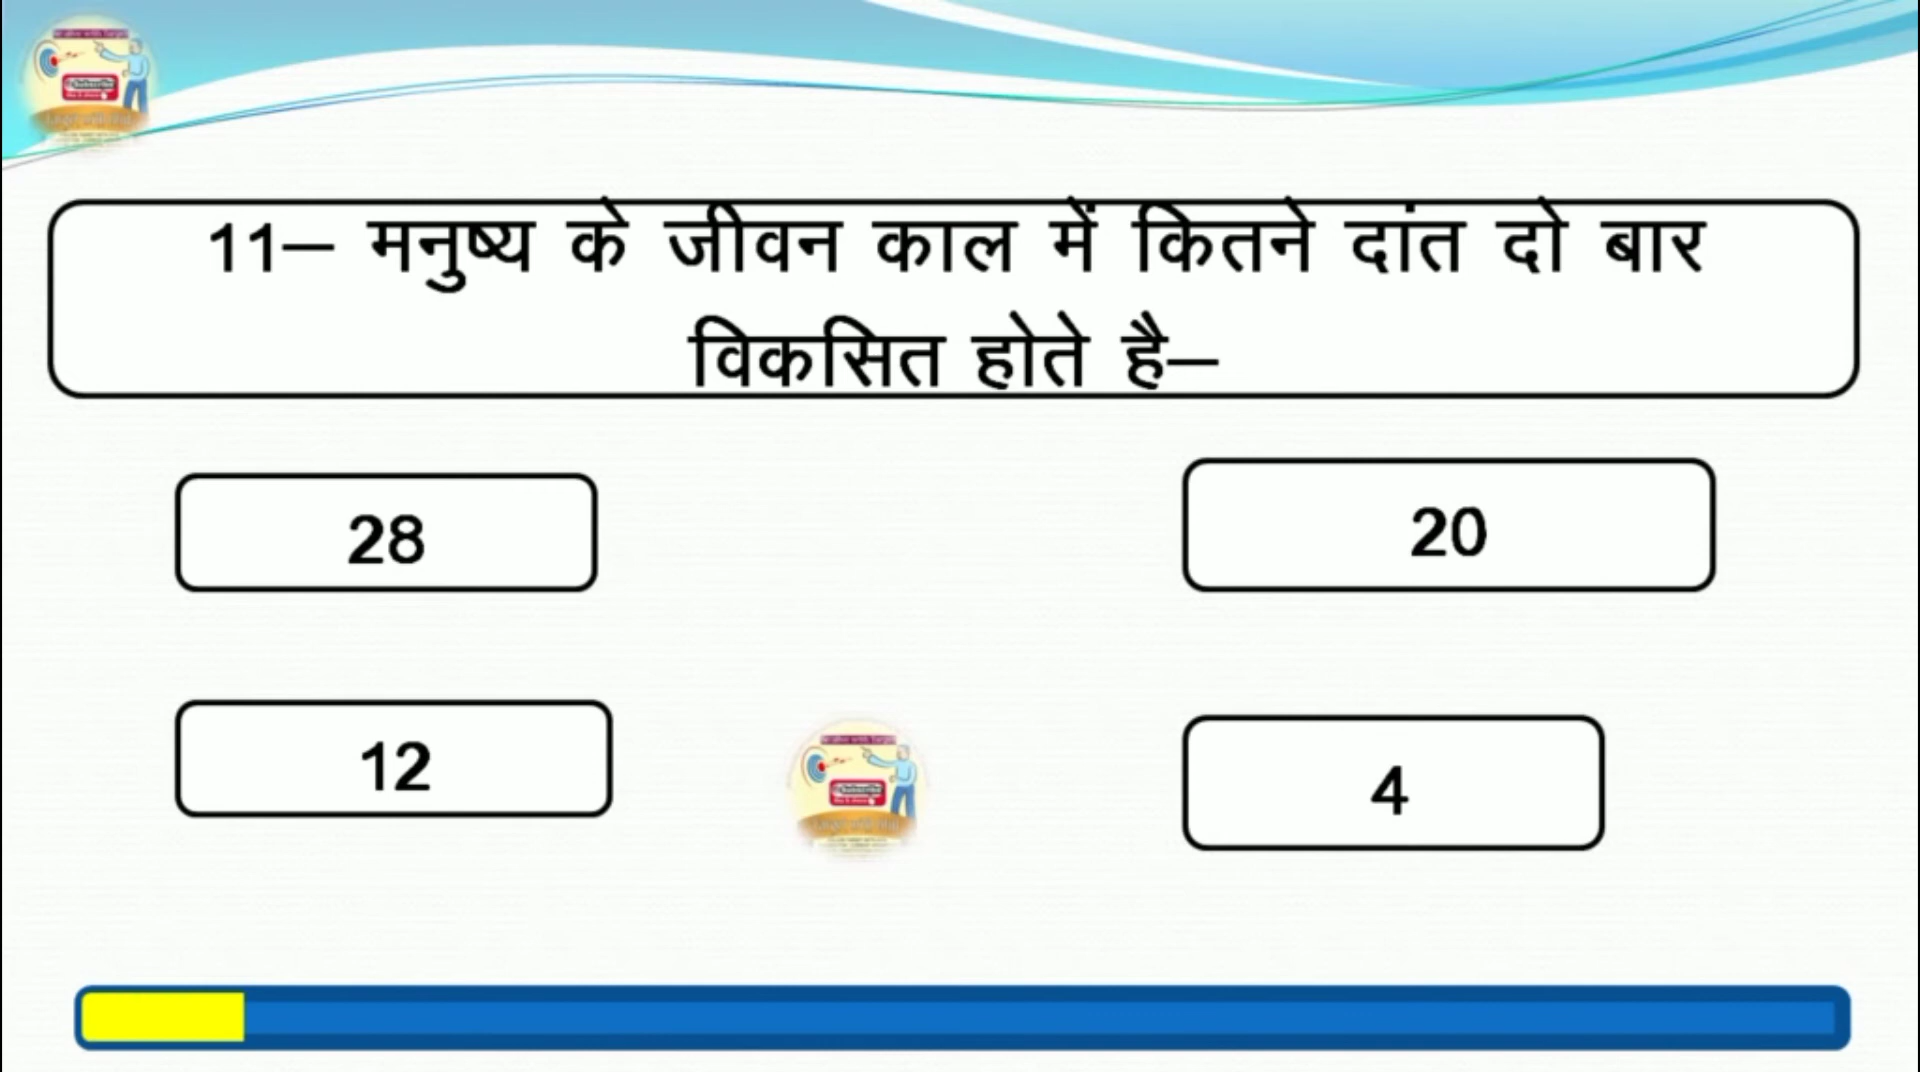 11– मनुष्य के जीवन काल में कितने दांत दो बार
विकसित होते है–
28
20
12
4